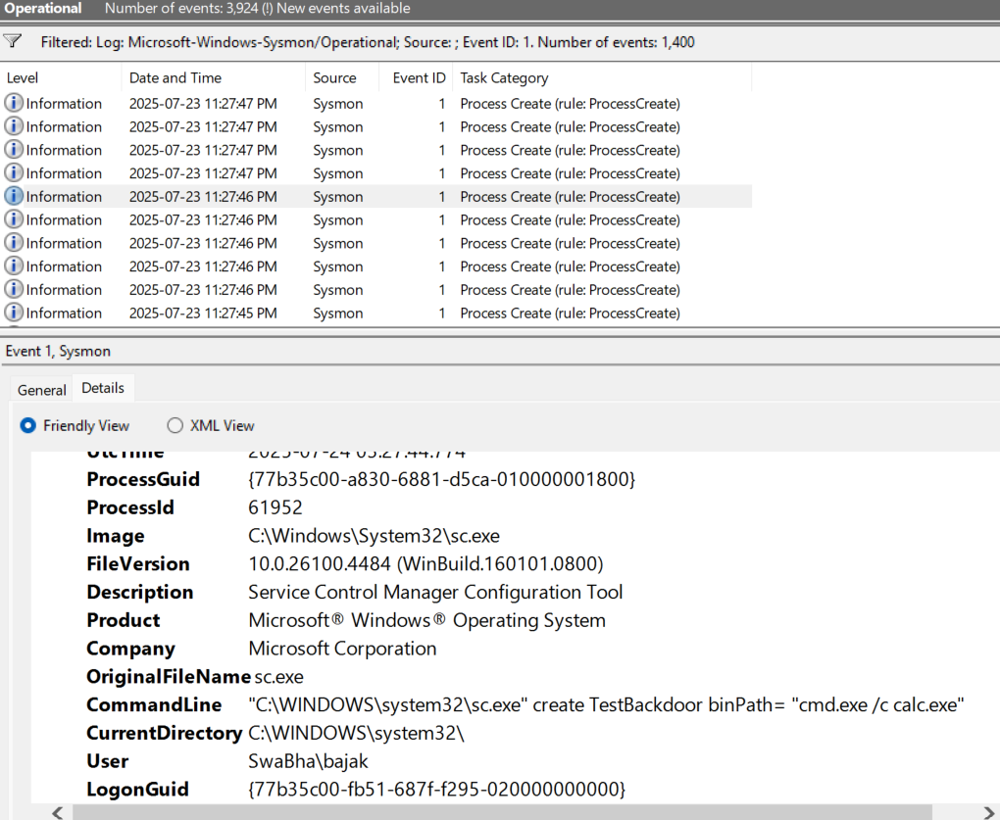 Operational Number of events: 3,924 (!) New events available
Filtered: Log: Microsoft-Windows-Sysmon/Operational; Source: ; Event ID: 1. Number of events: 1,400
Level Date and Time Source Event ID Task Category
Information 2025-07-23 11:27:47 PM Sysmon 1 Process Create (rule: ProcessCreate)
Information 2025-07-23 11:27:47 PM Sysmon 1 Process Create (rule: ProcessCreate)
Information 2025-07-23 11:27:47 PM Sysmon 1 Process Create (rule: ProcessCreate)
Information 2025-07-23 11:27:47 PM Sysmon 1 Process Create (rule: ProcessCreate)
Information 2025-07-23 11:27:46 PM Sysmon 1 Process Create (rule: ProcessCreate)
Information 2025-07-23 11:27:46 PM Sysmon 1 Process Create (rule: ProcessCreate)
Information 2025-07-23 11:27:46 PM Sysmon 1 Process Create (rule: ProcessCreate)
Information 2025-07-23 11:27:46 PM Sysmon 1 Process Create (rule: ProcessCreate)
Information 2025-07-23 11:27:46 PM Sysmon 1 Process Create (rule: ProcessCreate)
Information 2025-07-23 11:27:45 PM Sysmon 1 Process Create (rule: ProcessCreate)
Event 1, Sysmon
General Details
Friendly View XML View
UtcTime
ProcessGuid {77b35c00-a830-6881-d5ca-010000001800}
ProcessId 61952
Image C:\Windows\System32\sc.exe
FileVersion 10.0.26100.4484 (WinBuild.160101.0800)
Description Service Control Manager Configuration Tool
Product Microsoft® Windows® Operating System
Company Microsoft Corporation
OriginalFileName sc.exe
CommandLine "C:\WINDOWS\system32\sc.exe" create TestBackdoor binPath= "cmd.exe /c calc.exe"
CurrentDirectory C:\WINDOWS\system32\
User SwaBha\bajak
LogonGuid {77b35c00-fb51-687f-f295-020000000000}